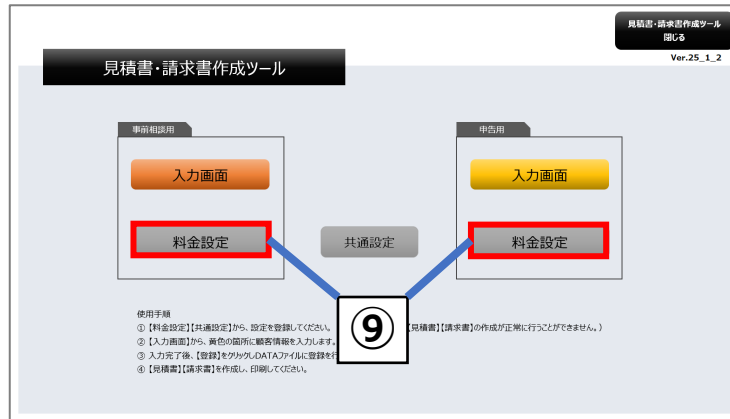 見積書・請求書作成ツール
閉じる
Ver.25_1_2
見積書・請求書作成ツール
事前相談用
入力画面
料金設定
共通設定
申告用
入力画面
料金設定
⑨
使用手順
① 【料金設定】【共通設定】から、設定を登録してください。 【見積書】【請求書】の作成が正常に行うことができません。）
② 【入力画面】から、黄色の箇所に顧客情報を入力します。
③ 入力完了後、【登録】をクリックしDATAファイルに登録を行
④ 【見積書】【請求書】を作成し、印刷してください。